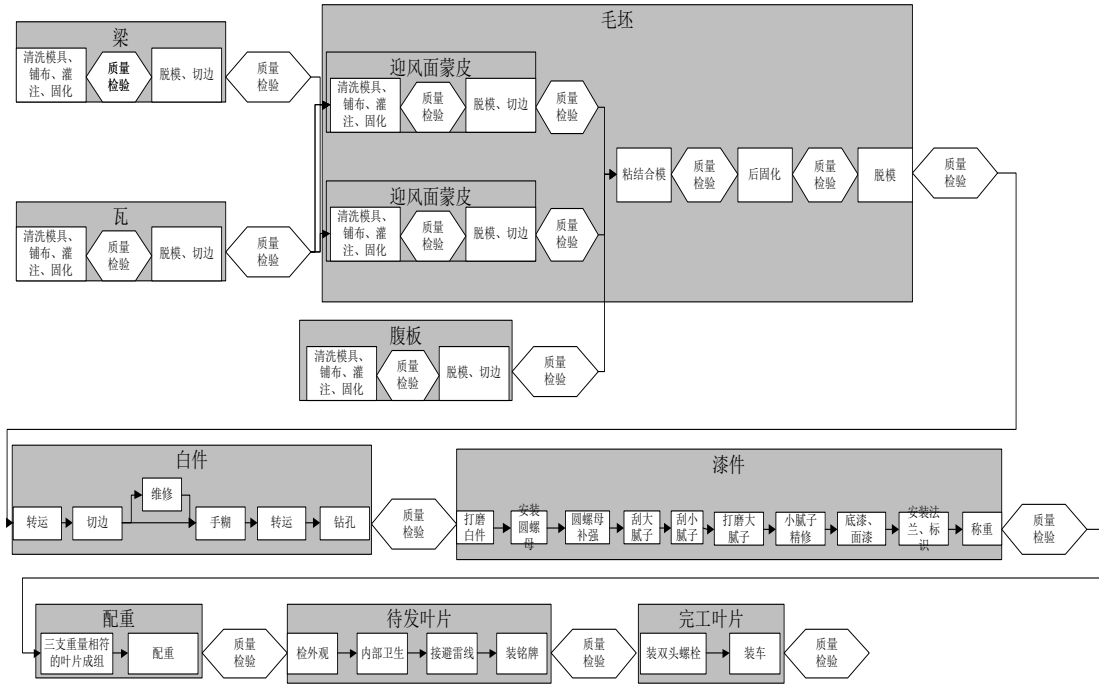 梁
清洗模具、
铺布、灌
注、固化
质量
检验
脱模、切边
质量
检验
瓦
清洗模具、
铺布、灌
注、固化
质量
检验
脱模、切边
质量
检验
毛坯
迎风面蒙皮
清洗模具、
铺布、灌
注、固化
质量
检验
脱模、切边
质量
检验
迎风面蒙皮
清洗模具、
铺布、灌
注、固化
质量
检验
脱模、切边
质量
检验
粘结合模
质量
检验
后固化
质量
检验
脱模
质量
检验
腹板
清洗模具、
铺布、灌
注、固化
质量
检验
脱模、切边
质量
检验
白件
转运
切边
维修
手糊
转运
钻孔
质量
检验
漆件
打磨
白件
安装
圆螺
母
圆螺母
补强
刮大
腻子
刮小
腻子
打磨大
腻子
小腻子
精修
底漆、
面漆
安装法
兰、标
识
称重
质量
检验
配重
三支重量相符
的叶片成组
配重
质量
检验
待发叶片
检外观
内部卫生
接避雷线
装铭牌
质量
检验
完工叶片
装双头螺栓
装车
质量
检验